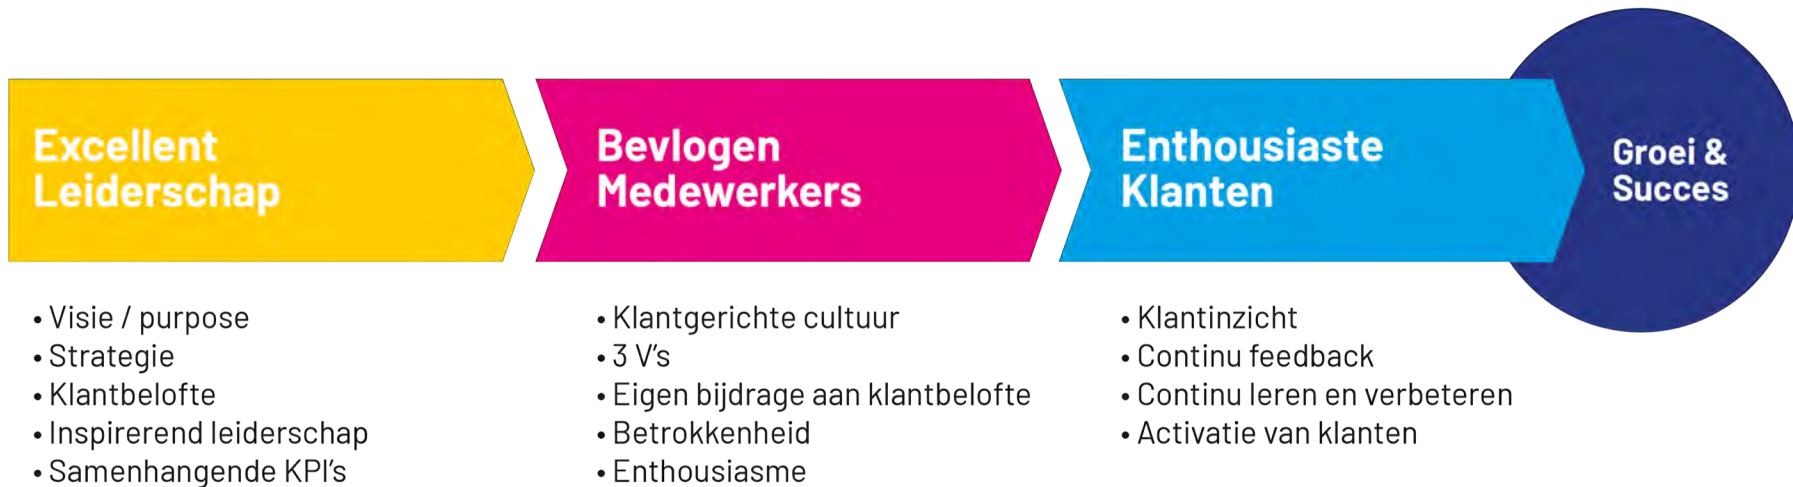 Excellent
Leiderschap
Bevlogen
Medewerkers
Enthousiaste
Klanten
Groei &
Succes
• Visie / purpose
• Strategie
• Klantbelofte
• Inspirerend leiderschap
• Samenhangende KPI's
• Klantgerichte cultuur
• 3 V's
• Eigen bijdrage aan klantbelofte
• Betrokkenheid
• Enthousiasme
• Klantinzicht
• Continu feedback
• Continu leren en verbeteren
• Activatie van klanten